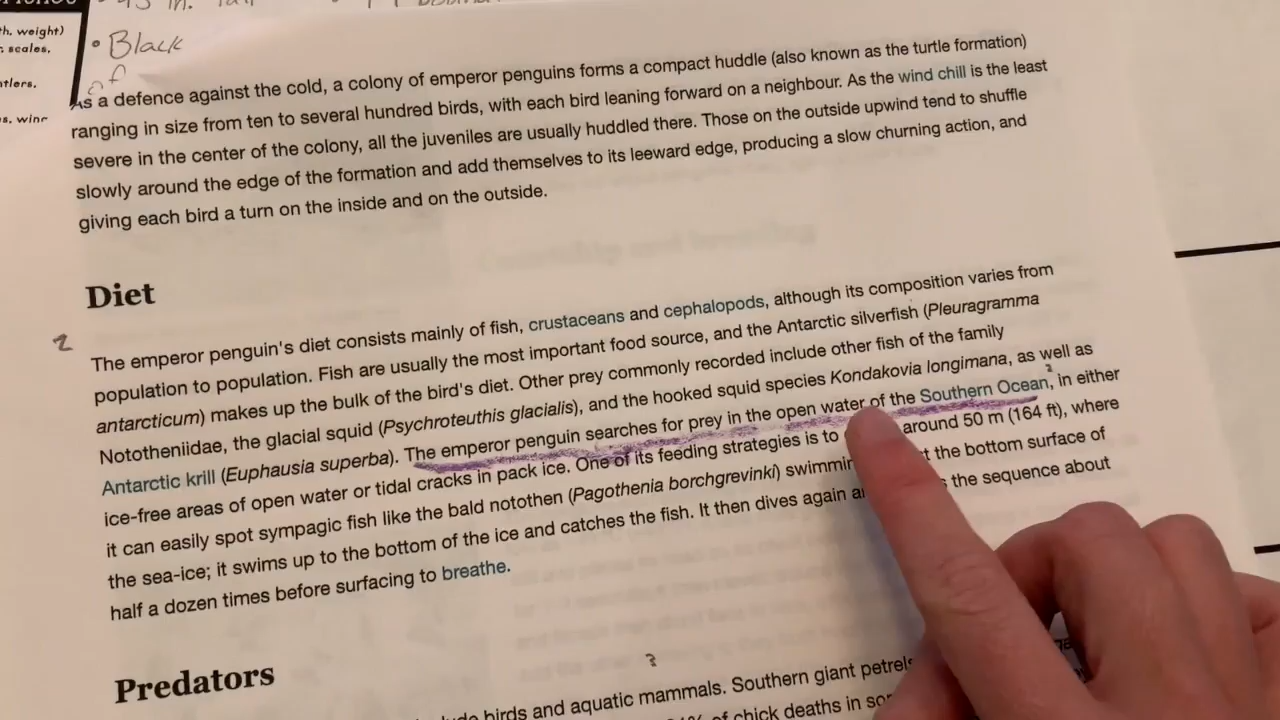 th, weight)
scales,
tlers.
s, wing
• Black
of
As a defence against the cold, a colony of emperor penguins forms a compact huddle (also known as the turtle formation)
ranging in size from ten to several hundred birds, with each bird leaning forward on a neighbour. As the wind chill is the least
severe in the center of the colony, all the juveniles are usually huddled there. Those on the outside upwind tend to shuffle
slowly around the edge of the formation and add themselves to its leeward edge, producing a slow churning action, and
giving each bird a turn on the inside and on the outside.
Diet
2
The emperor penguin's diet consists mainly of fish, crustaceans and cephalopods, although its composition varies from
population to population. Fish are usually the most important food source, and the Antarctic silverfish (Pleuragramma
antarcticum) makes up the bulk of the bird's diet. Other prey commonly recorded include other fish of the family
Nototheniidae, the glacial squid (Psychroteuthis glacialis), and the hooked squid species Kondakovia longimana, as well as
Antarctic krill (Euphausia superba). The emperor penguin searches for prey in the open water of the Southern Ocean, in either
ice-free areas of open water or tidal cracks in pack ice. One of its feeding strategies is to around 50 m (164 ft), where
it can easily spot sympagic fish like the bald notothen (Pagothenia borchgrevinki) swimmin t the bottom surface of
the sea-ice; it swims up to the bottom of the ice and catches the fish. It then dives again a s the sequence about
half a dozen times before surfacing to breathe.
?
Predators
birds and aquatic mammals. Southern giant petrels
of chick deaths in so